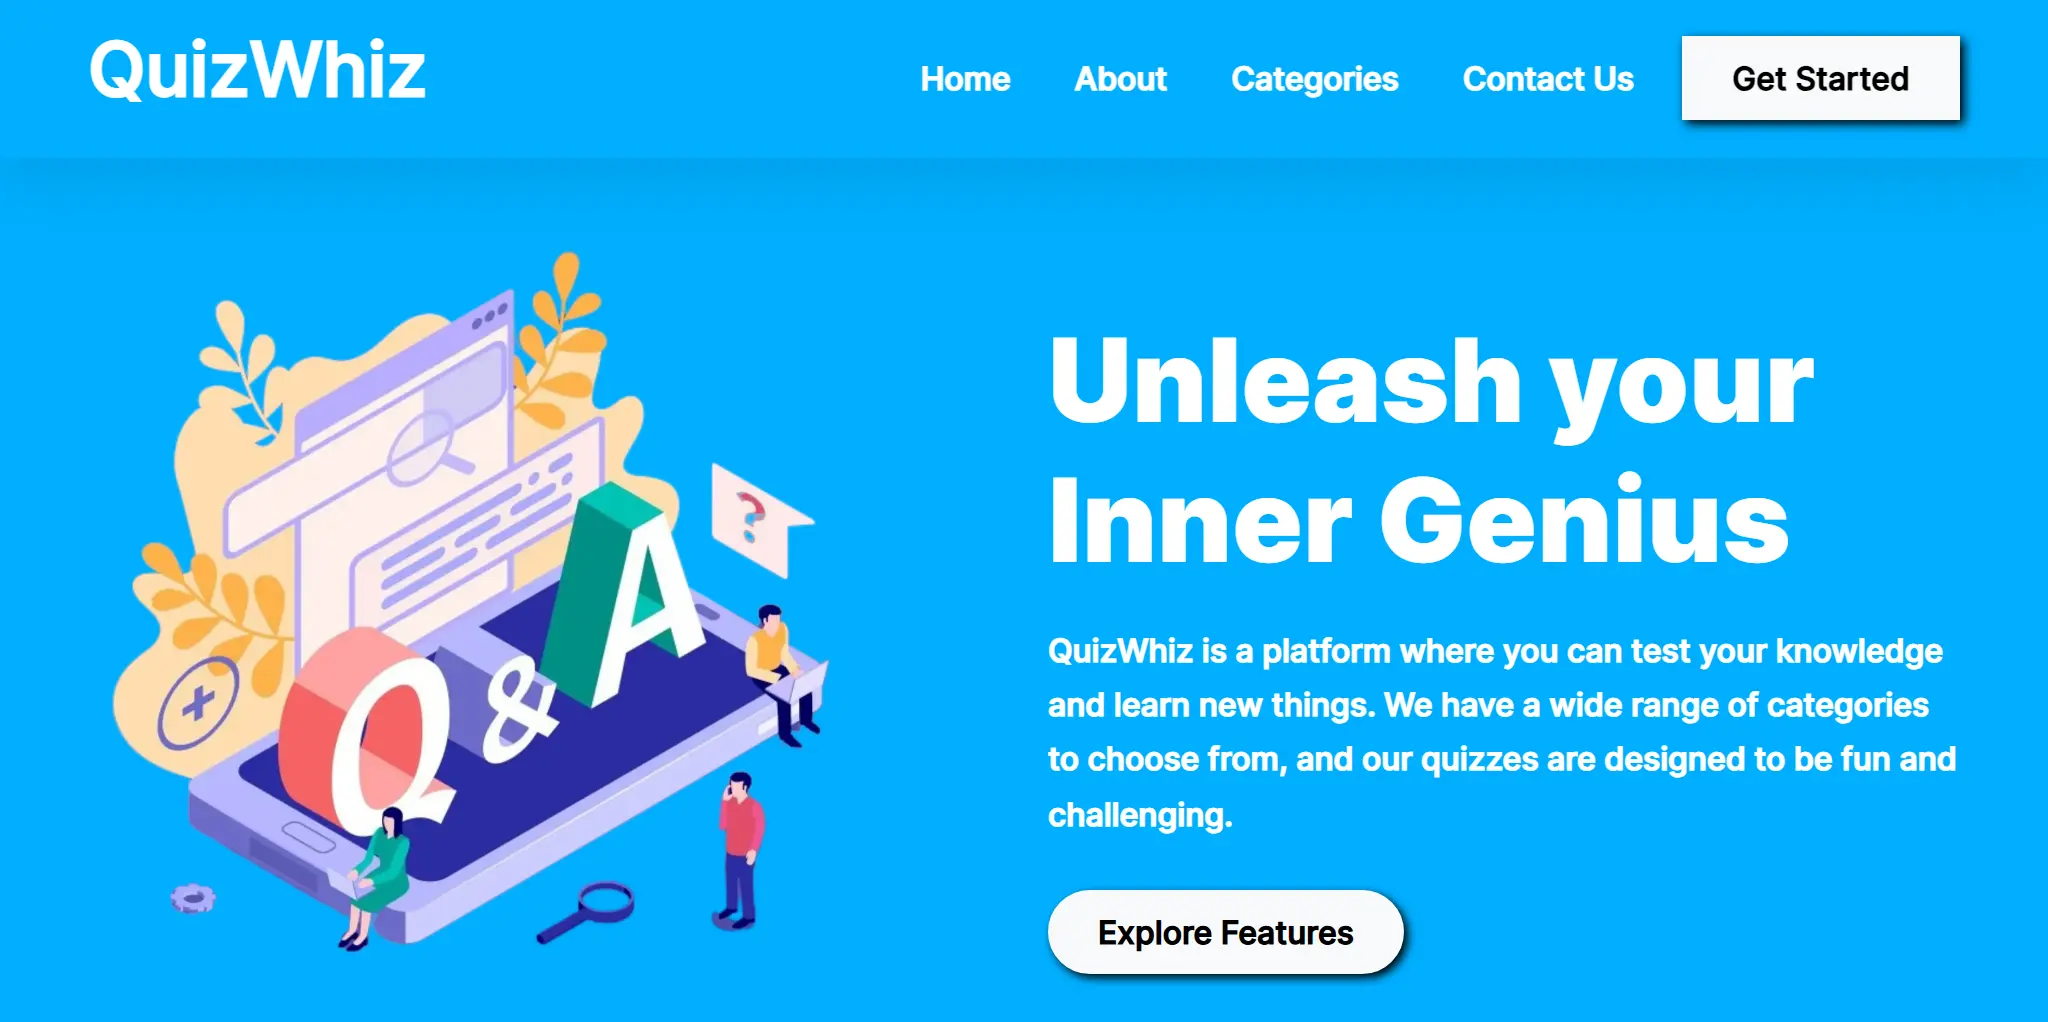 QuizWhiz
Home About Categories Contact Us Get Started
Q & A
?
Unleash your
Inner Genius
QuizWhiz is a platform where you can test your knowledge
and learn new things. We have a wide range of categories
to choose from, and our quizzes are designed to be fun and
challenging.
Explore Features